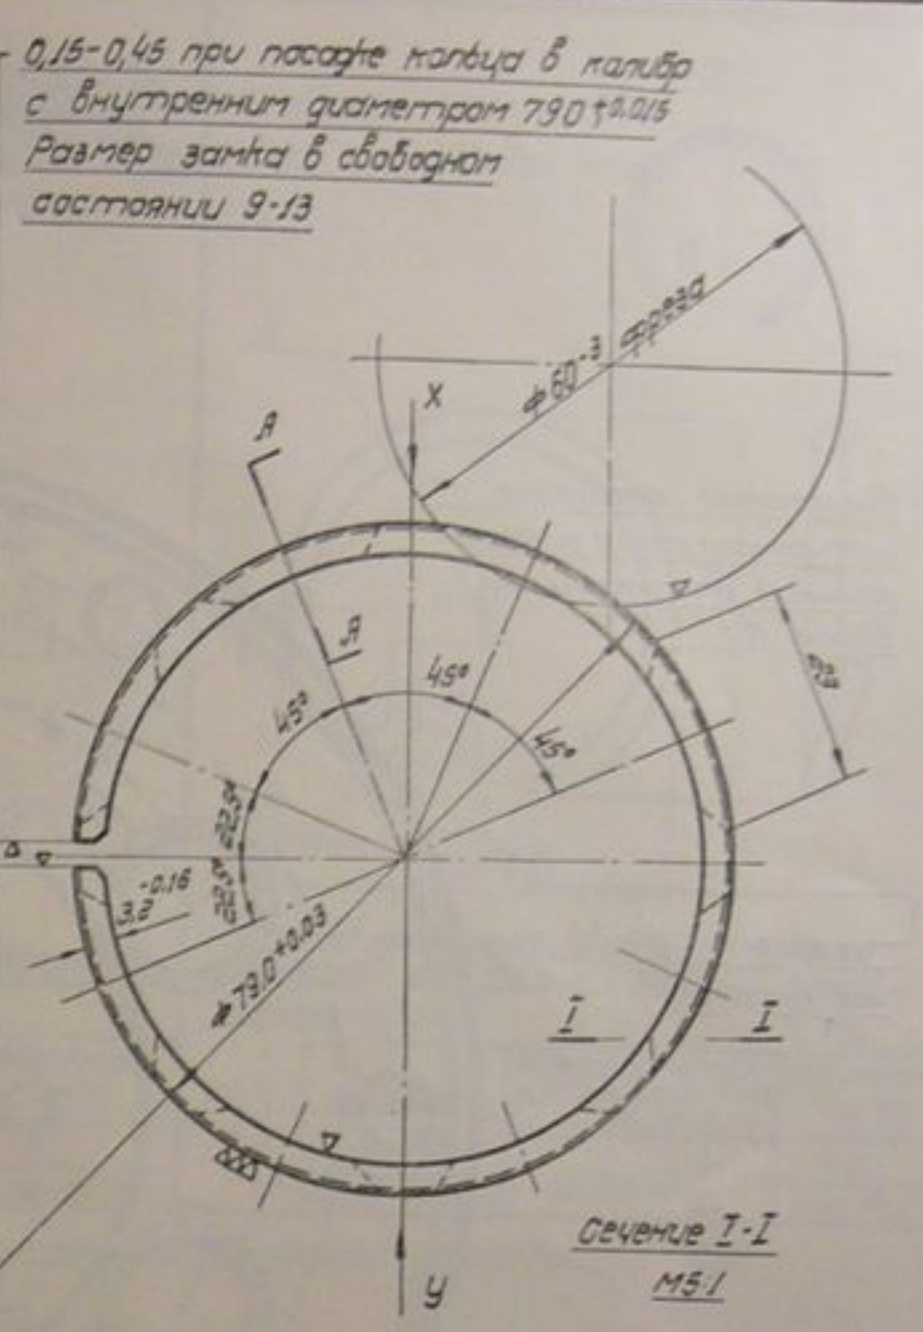 0,15-0,45 при посадке кольца в калибр
с внутренним диаметром 79.0+0.015
Размер замка в свободном
состоянии 9-13
ф60-3 фреза
X
A
A
45°
45°
45°
22,5°
22,5°
3,2-0.16
ф79.0+0.03
I
I
Сечение I-I
М5:1
У